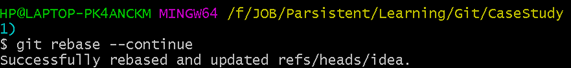 HP@LAPTOP-PK4ANCKM MINGW64 /f/JOB/Parsistent/Learning/Git/CaseStudy
1)
$ git rebase --continue
Successfully rebased and updated refs/heads/idea.